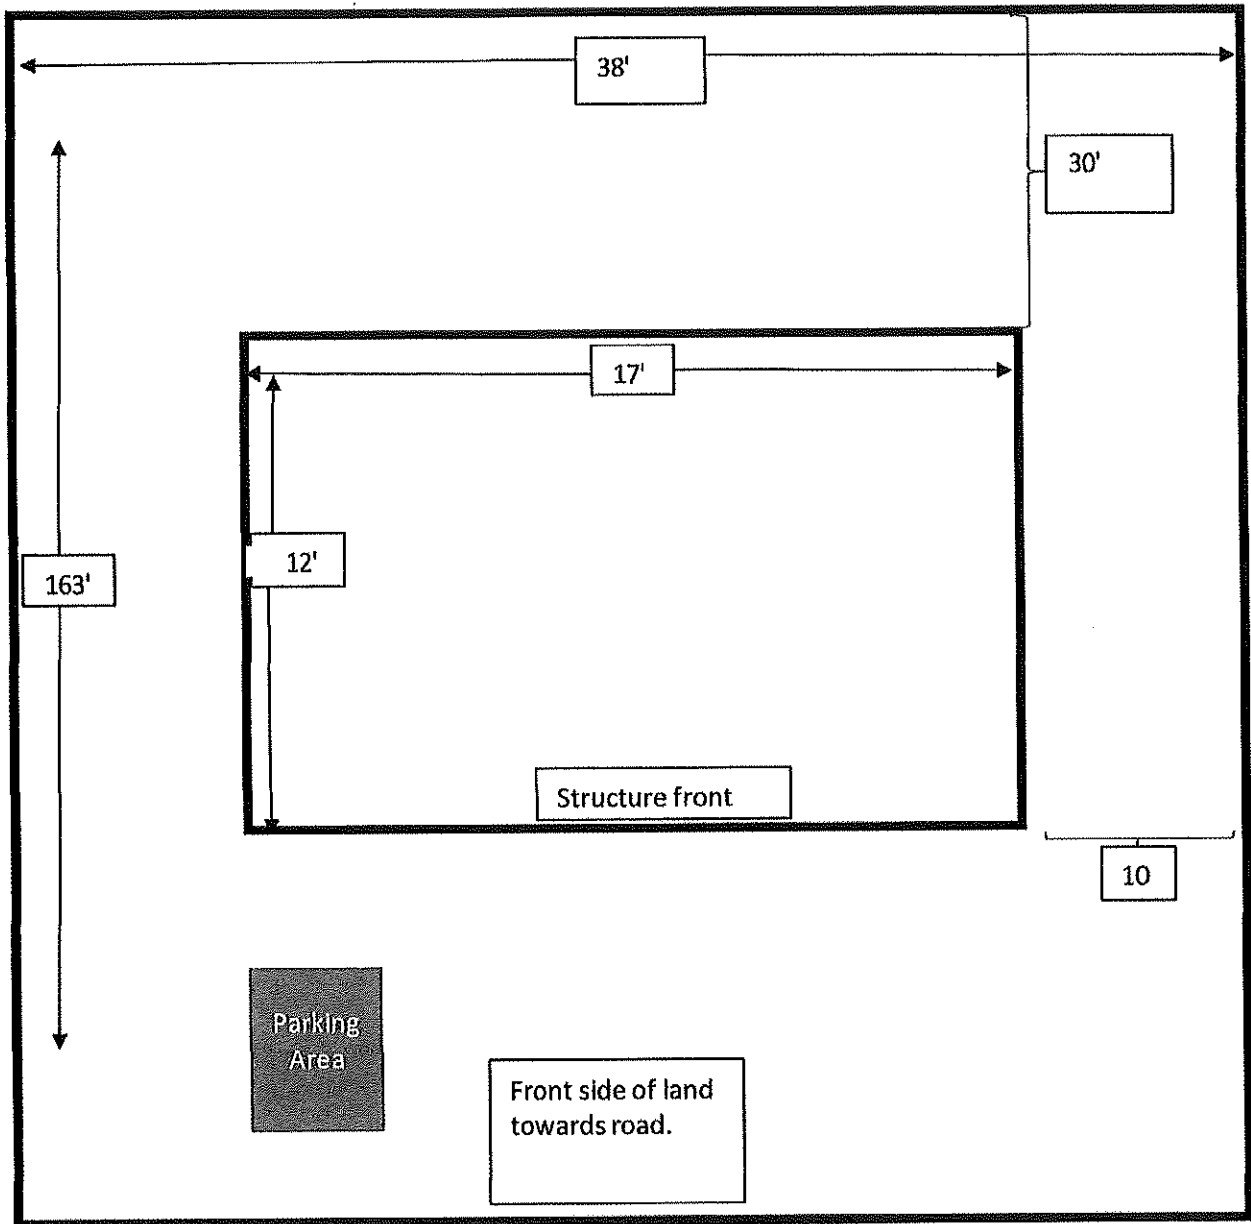 38'
30'
17'
12'
163'
Structure front
10
Parking
Area
Front side of land
towards road.